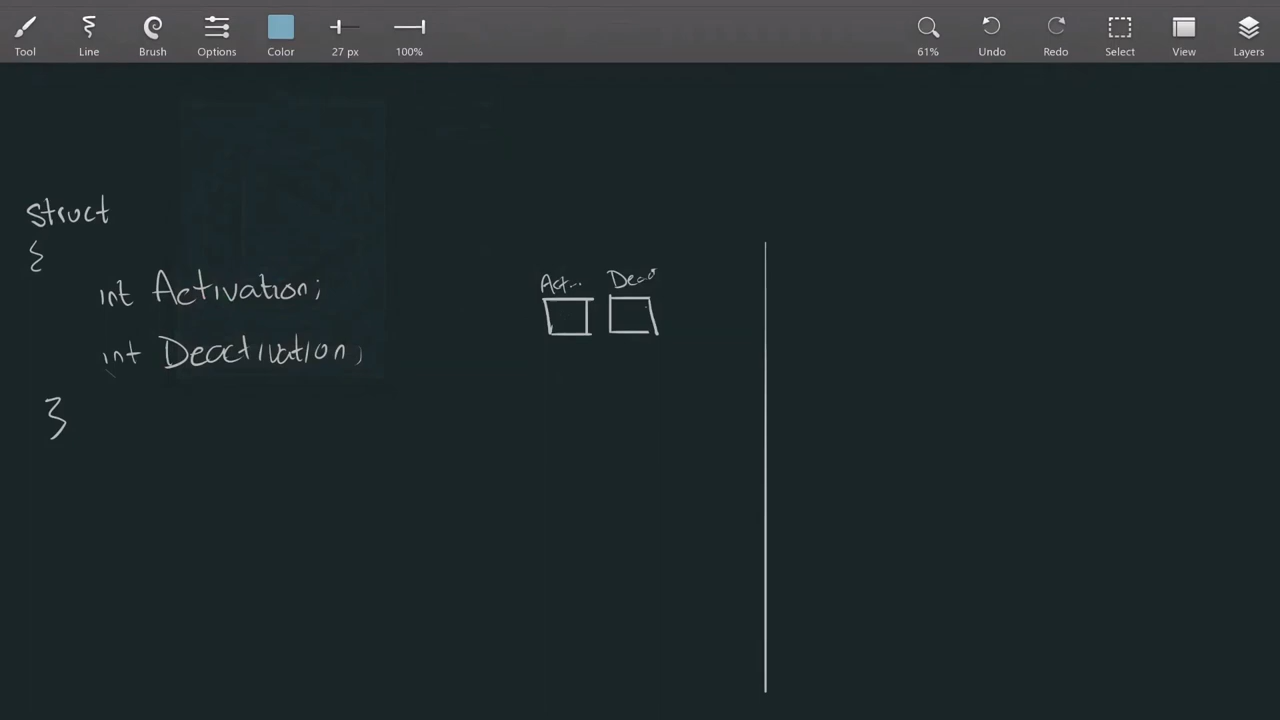 Tool Line Brush Options Color 27 px 100% 61% Undo Redo Select View Layers
struct
{
int Activation;
int Deactivation;
}
Act... Deact